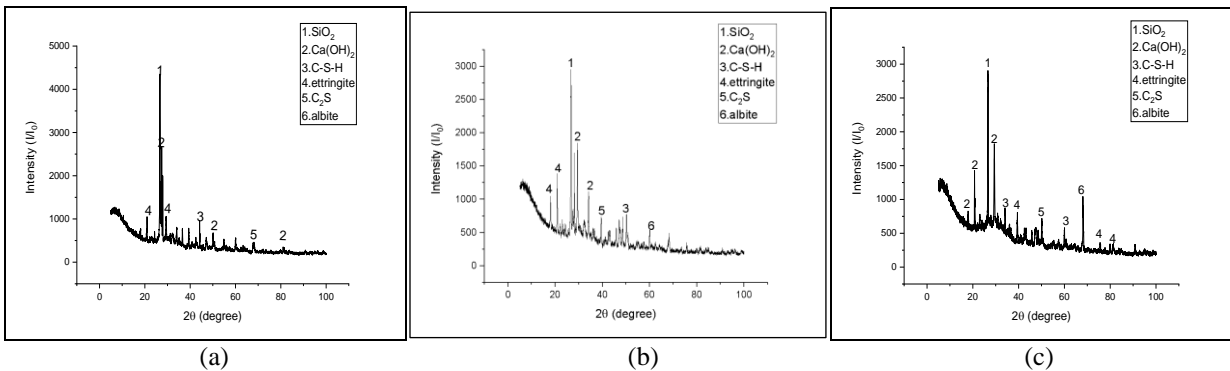 1.SiO₂
2.Ca(OH)₂
3.C-S-H
4.ettringite
5.C₂S
6.albite
Intensity (I/I₀)
5000
4000
3000
2000
1000
0
1
2
4
4
3
2
5
2
0 20 40 60 80 100
2θ (degree)
(a)
1.SiO₂
2.Ca(OH)₂
3.C-S-H
4.ettringite
5.C₂S
6.albite
Intensity (I/I₀)
3000
2500
2000
1500
1000
500
0
1
2
4
4
2
5
3
6
0 20 40 60 80 100
2θ (degree)
(b)
1.SiO₂
2.Ca(OH)₂
3.C-S-H
4.ettringite
5.C₂S
6.albite
Intensity (I/I₀)
3000
2500
2000
1500
1000
500
0
1
2
2
2
3
4
5
3
6
4
4
0 20 40 60 80 100
2θ (degree)
(c)